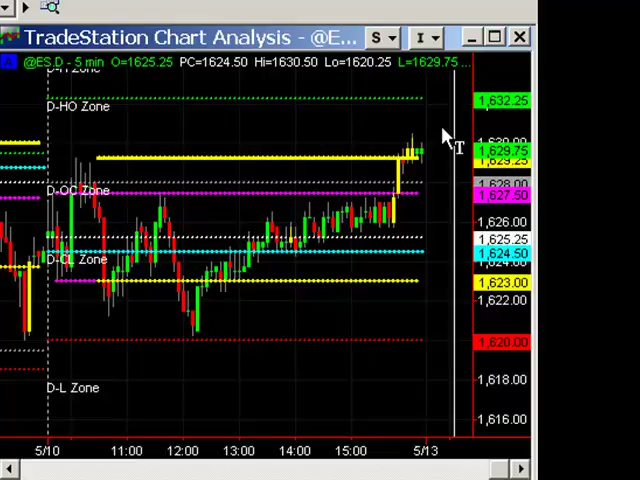 TradeStation Chart Analysis - @E... S I
@ES.D - 5 min O=1625.25 PC=1624.50 Hi=1630.50 Lo=1620.25 L=1629.75 ...
D-HO Zone
D-OC Zone
D-CL Zone
D-L Zone
T
1,632.25
1,629.75
1,629.25
1,628.00
1,627.50
1,626.00
1,625.25
1,624.50
1,623.00
1,622.00
1,620.00
1,618.00
1,616.00
5/10 11:00 12:00 13:00 14:00 15:00 5/13